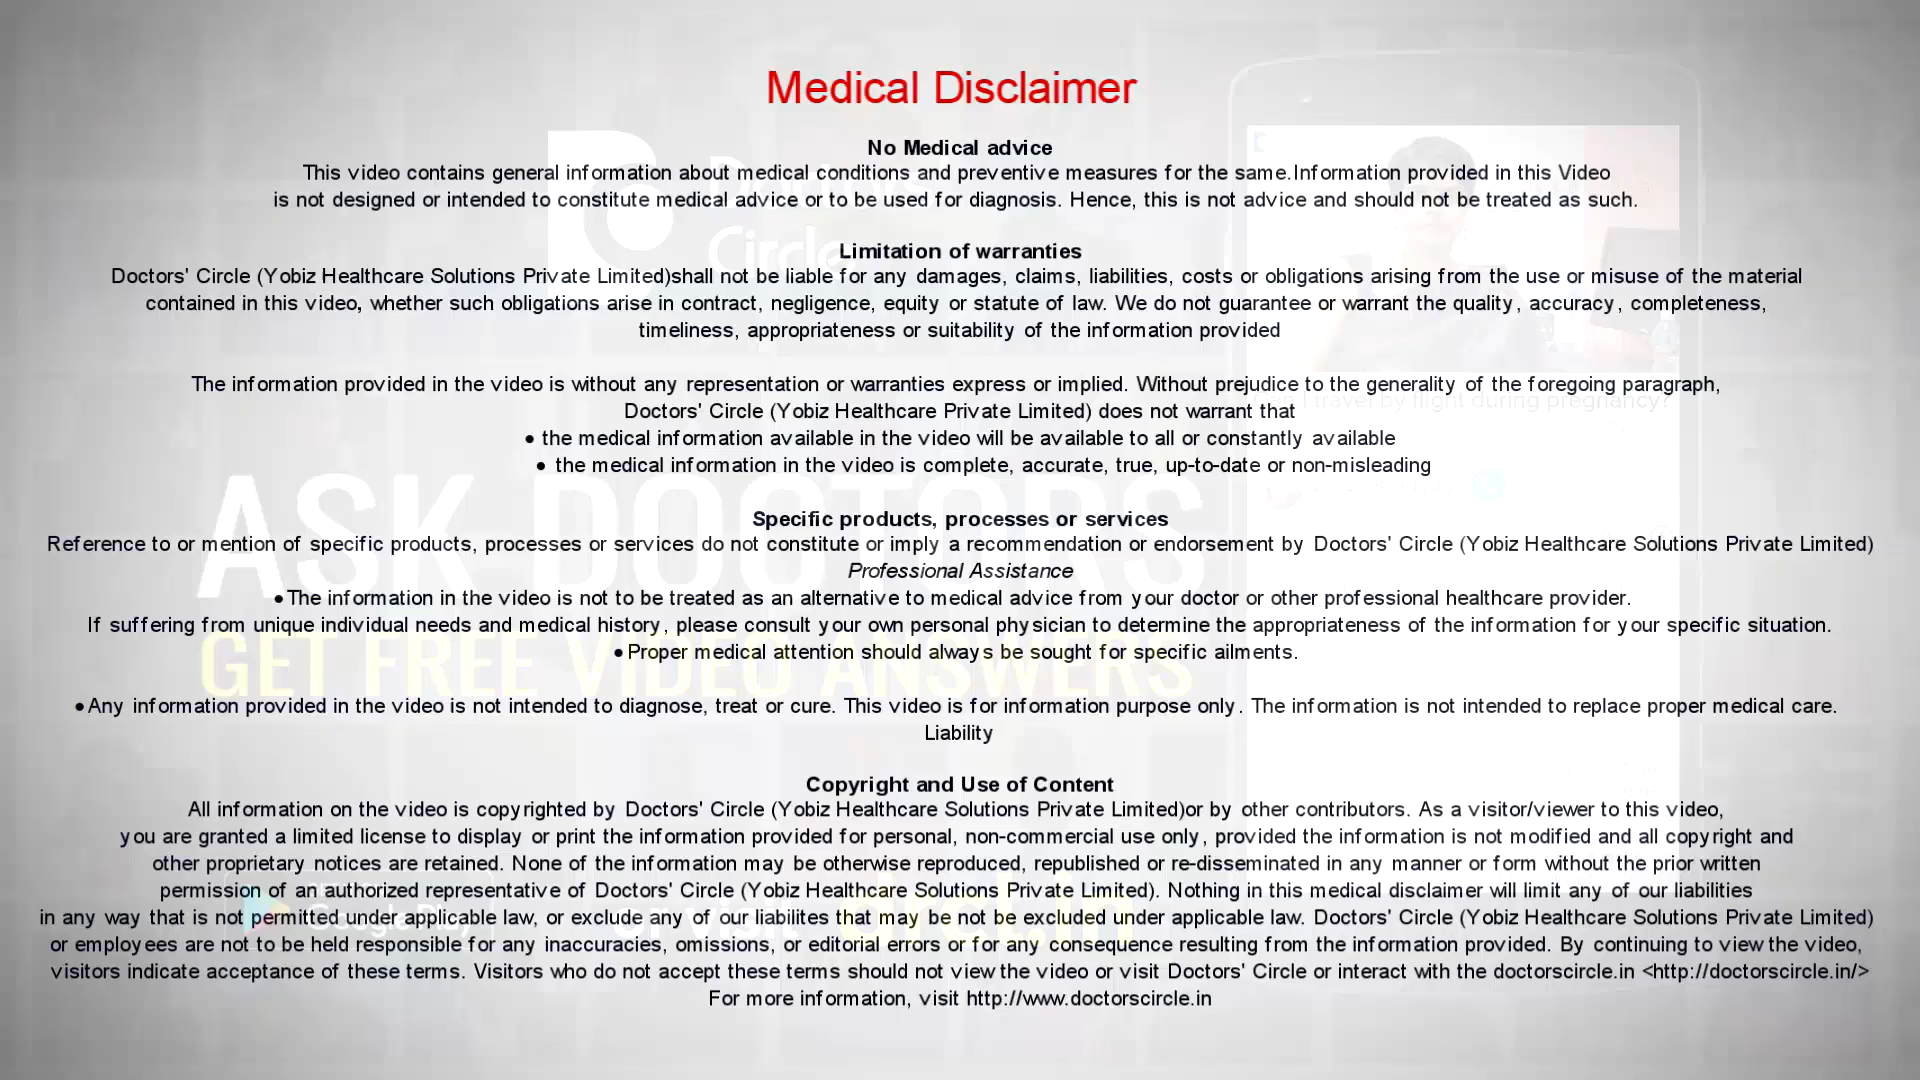 Medical Disclaimer
No Medical advice
This video contains general information about medical conditions and preventive measures for the same.Information provided in this Video
is not designed or intended to constitute medical advice or to be used for diagnosis. Hence, this is not advice and should not be treated as such.
Doctors'
Circle
Limitation of warranties
Doctors' Circle (Yobiz Healthcare Solutions Private Limited)shall not be liable for any damages, claims, liabilities, costs or obligations arising from the use or misuse of the material
contained in this video, whether such obligations arise in contract, negligence, equity or statute of law. We do not guarantee or warrant the quality, accuracy, completeness,
timeliness, appropriateness or suitability of the information provided
The information provided in the video is without any representation or warranties express or implied. Without prejudice to the generality of the foregoing paragraph,
Can I travel by flight during pregnancy?
Doctors' Circle (Yobiz Healthcare Private Limited) does not warrant that
• the medical information available in the video will be available to all or constantly available
• the medical information in the video is complete, accurate, true, up-to-date or non-misleading
ASK DOCTORS
Specific products, processes or services
Reference to or mention of specific products, processes or services do not constitute or imply a recommendation or endorsement by Doctors' Circle (Yobiz Healthcare Solutions Private Limited)
Professional Assistance
•The information in the video is not to be treated as an alternative to medical advice from your doctor or other professional healthcare provider.
If suffering from unique individual needs and medical history, please consult your own personal physician to determine the appropriateness of the information for your specific situation.
GET FREE VIDEO ANSWERS
•Proper medical attention should always be sought for specific ailments.
•Any information provided in the video is not intended to diagnose, treat or cure. This video is for information purpose only. The information is not intended to replace proper medical care.
Liability
Copyright and Use of Content
All information on the video is copyrighted by Doctors' Circle (Yobiz Healthcare Solutions Private Limited)or by other contributors. As a visitor/viewer to this video,
you are granted a limited license to display or print the information provided for personal, non-commercial use only, provided the information is not modified and all copyright and
other proprietary notices are retained. None of the information may be otherwise reproduced, republished or re-disseminated in any manner or form without the prior written
permission of an authorized representative of Doctors' Circle (Yobiz Healthcare Solutions Private Limited). Nothing in this medical disclaimer will limit any of our liabilities
Google Play
or visit drcl.in
in any way that is not permitted under applicable law, or exclude any of our liabilites that may be not be excluded under applicable law. Doctors' Circle (Yobiz Healthcare Solutions Private Limited)
or employees are not to be held responsible for any inaccuracies, omissions, or editorial errors or for any consequence resulting from the information provided. By continuing to view the video,
visitors indicate acceptance of these terms. Visitors who do not accept these terms should not view the video or visit Doctors' Circle or interact with the doctorscircle.in <http://doctorscircle.in/>
For more information, visit http://www.doctorscircle.in